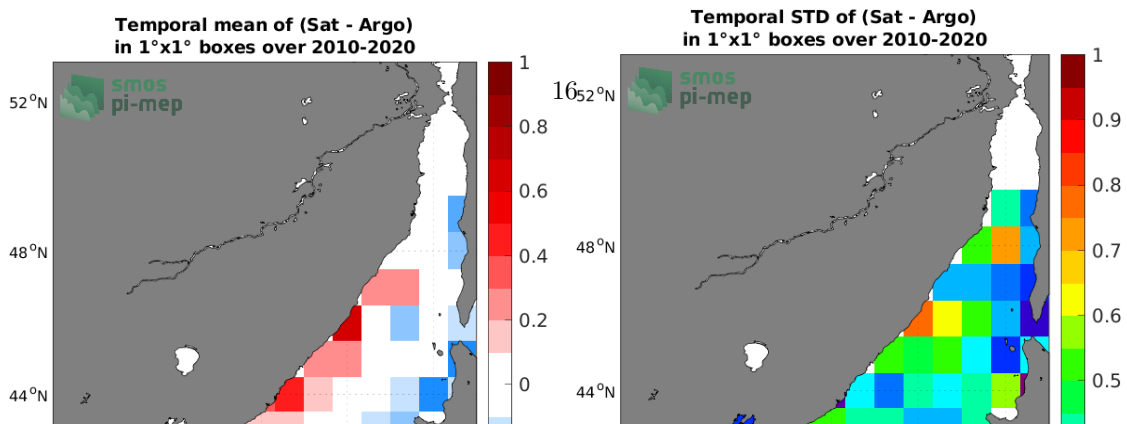 Temporal mean of (Sat - Argo)
in 1°x1° boxes over 2010-2020
smos
pi-mep
52°N
48°N
44°N
1
0.8
0.6
0.4
0.2
0
16
Temporal STD of (Sat - Argo)
in 1°x1° boxes over 2010-2020
smos
pi-mep
52°N
48°N
44°N
1
0.9
0.8
0.7
0.6
0.5